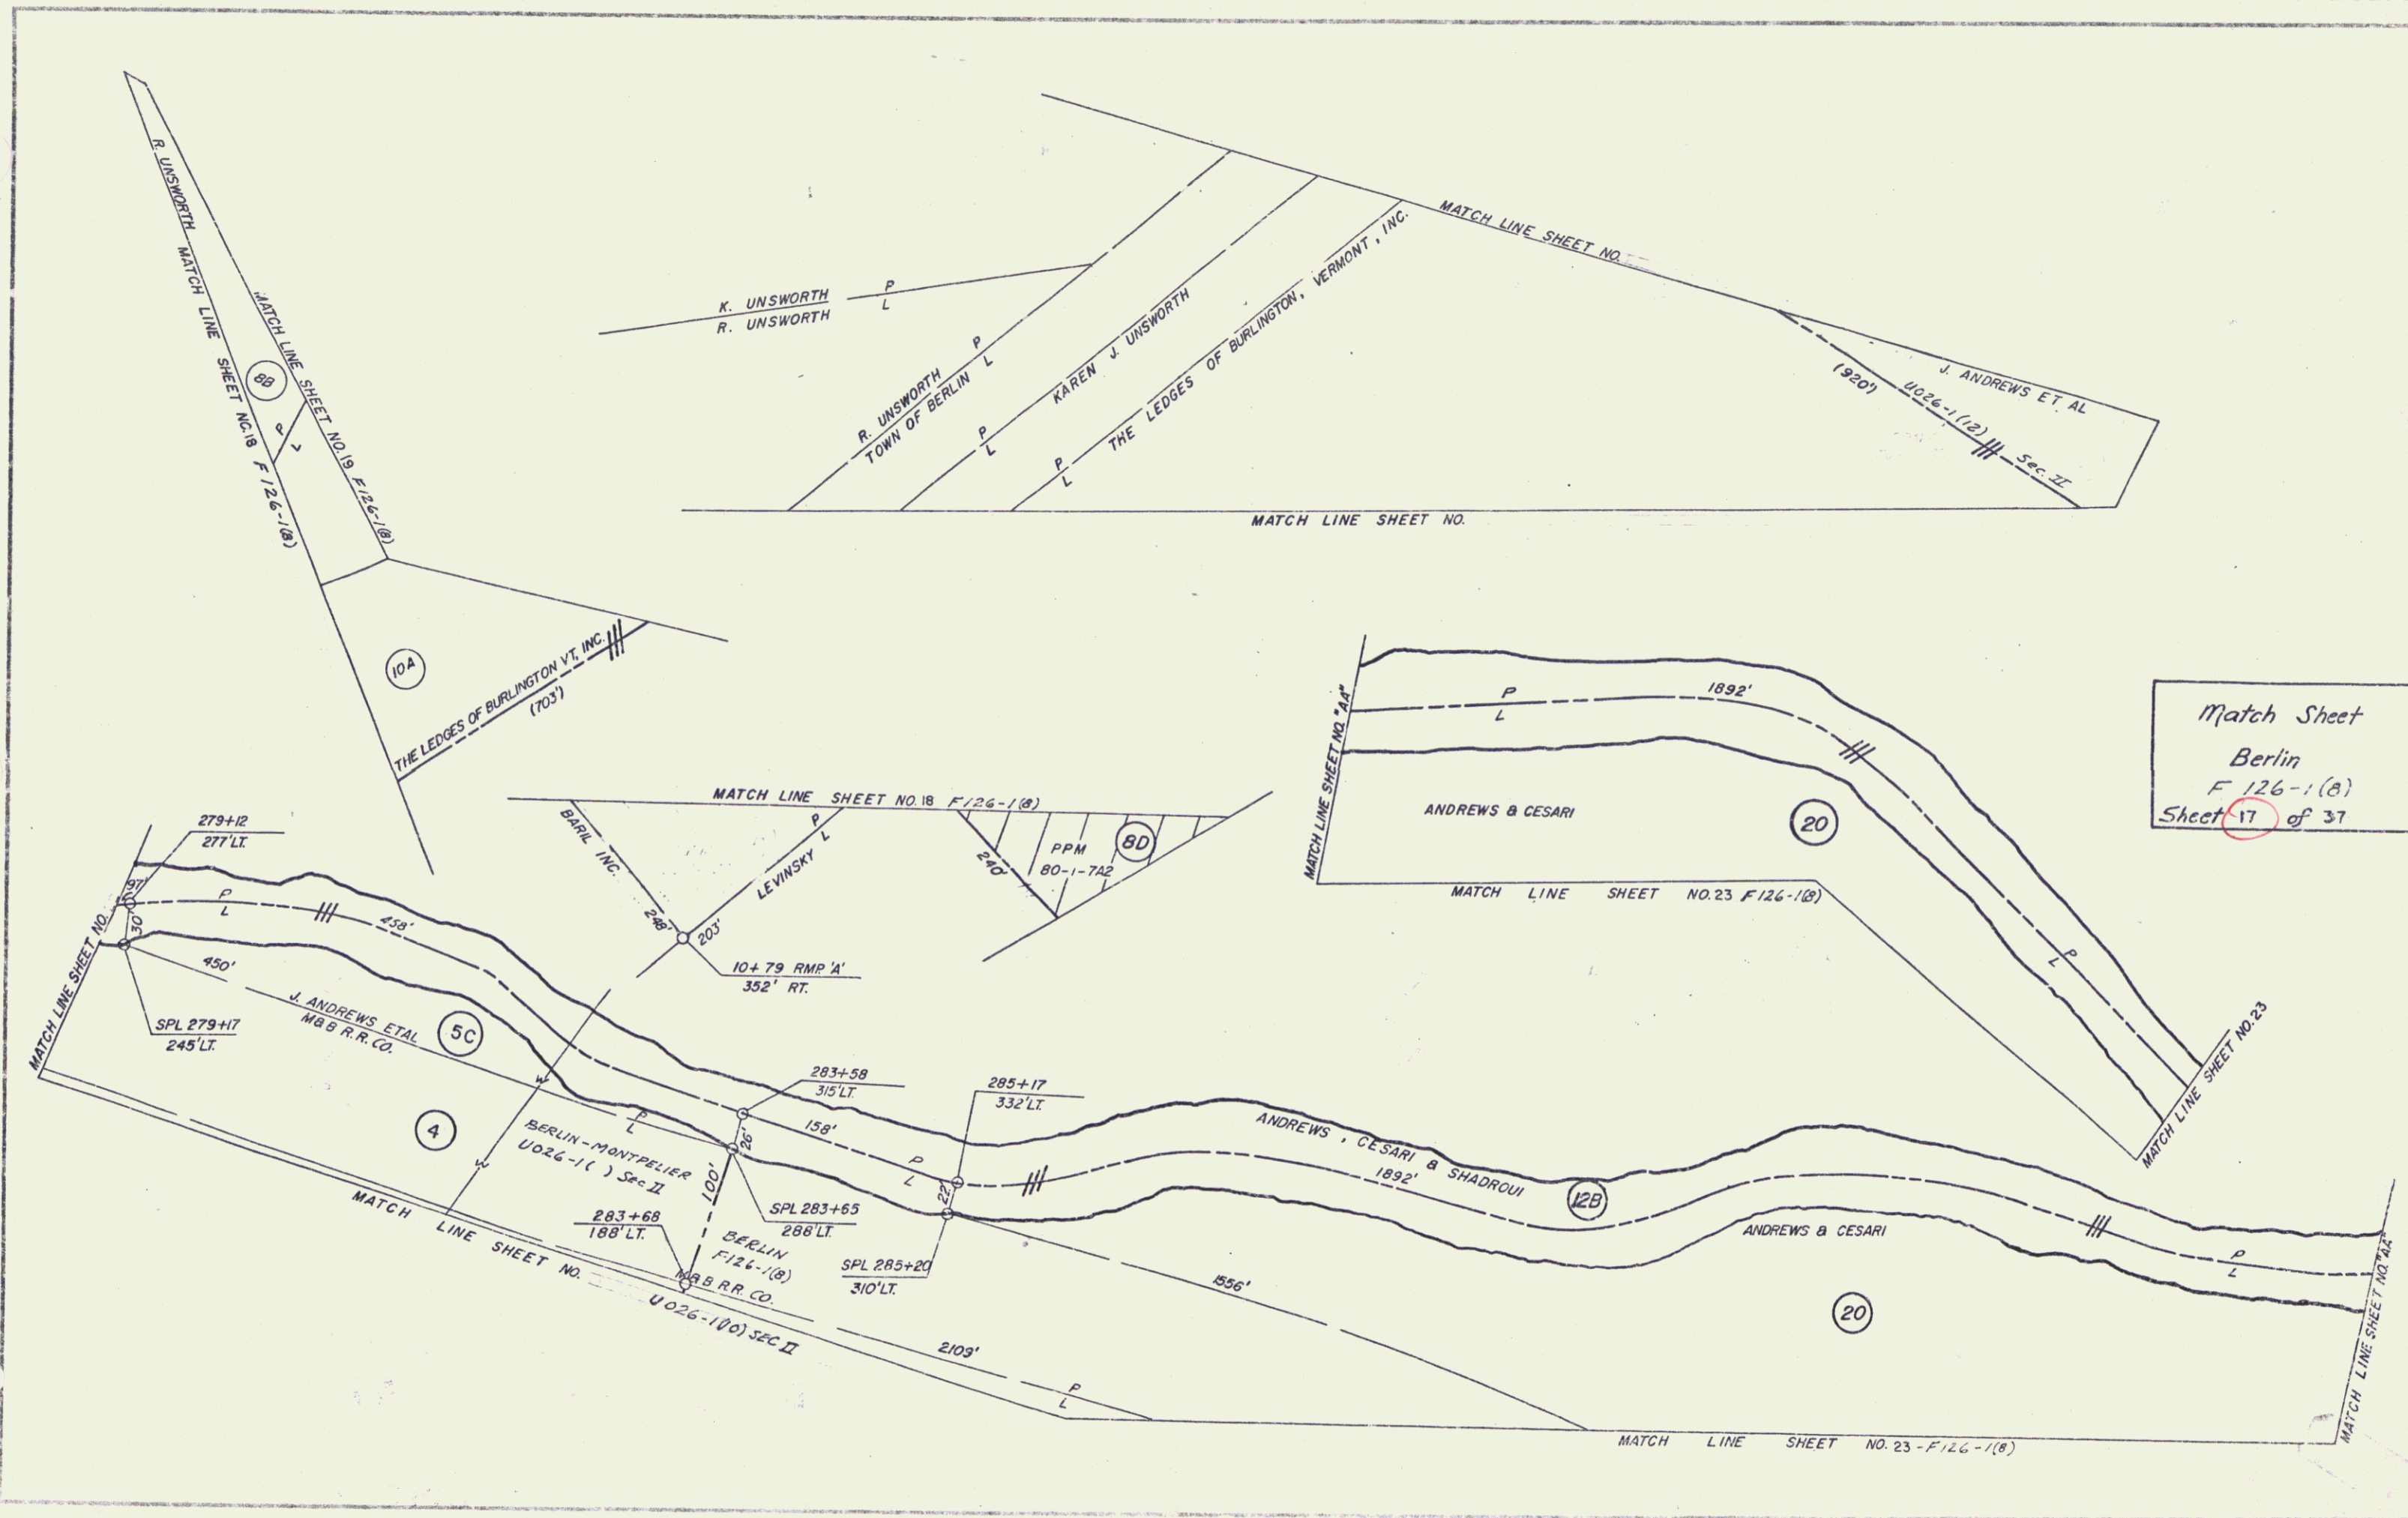 R. UNSWORTH MATCH LINE SHEET NO.18 F 126-1(8)
MATCH LINE SHEET NO.19 F126-1(8)
8B
P
L
10A
THE LEDGES OF BURLINGTON VT, INC.
(703')
K. UNSWORTH
R. UNSWORTH
P
L
R. UNSWORTH P
TOWN OF BERLIN L
KAREN J. UNSWORTH
P
L
THE LEDGES OF BURLINGTON, VERMONT, INC.
P
L
MATCH LINE SHEET NO.
J. ANDREWS ET AL
(920') U026-1(12) Sec. II
MATCH LINE SHEET NO.
MATCH LINE SHEET NO.18 F126-1(8)
BARIL INC.
248'
LEVINSKY
P
L
203'
10+79 RMP. 'A'
352' RT.
240'
PPM
80-1-7A2
8D
MATCH LINE SHEET NO. "AA"
P
L
1892'
ANDREWS & CESARI
20
MATCH LINE SHEET NO.23 F126-1(8)
P
L
MATCH LINE SHEET NO.23
Match Sheet
Berlin
F 126-1(8)
Sheet 17 of 37
279+12
277'LT.
97'
30'
MATCH LINE SHEET NO.
P
L
458'
450'
SPL 279+17
245'LT.
J. ANDREWS ETAL
M&B R.R. CO.
5C
4
W
W
P
L
BERLIN-MONTPELIER
U026-1( ) Sec II
MATCH LINE SHEET NO.
283+58
315'LT.
26'
158'
100'
SPL 283+65
288'LT.
283+68
188'LT.
BERLIN
F126-1(8)
M&B R.R. CO.
U026-1(10) SEC II
285+17
332'LT.
P
L
22'
SPL 285+20
310'LT.
2109'
P
L
1556'
ANDREWS, CESARI & SHADROUI
1892'
12B
ANDREWS & CESARI
20
P
L
MATCH LINE SHEET NO. "AA"
MATCH LINE SHEET NO. 23 - F126-1(8)